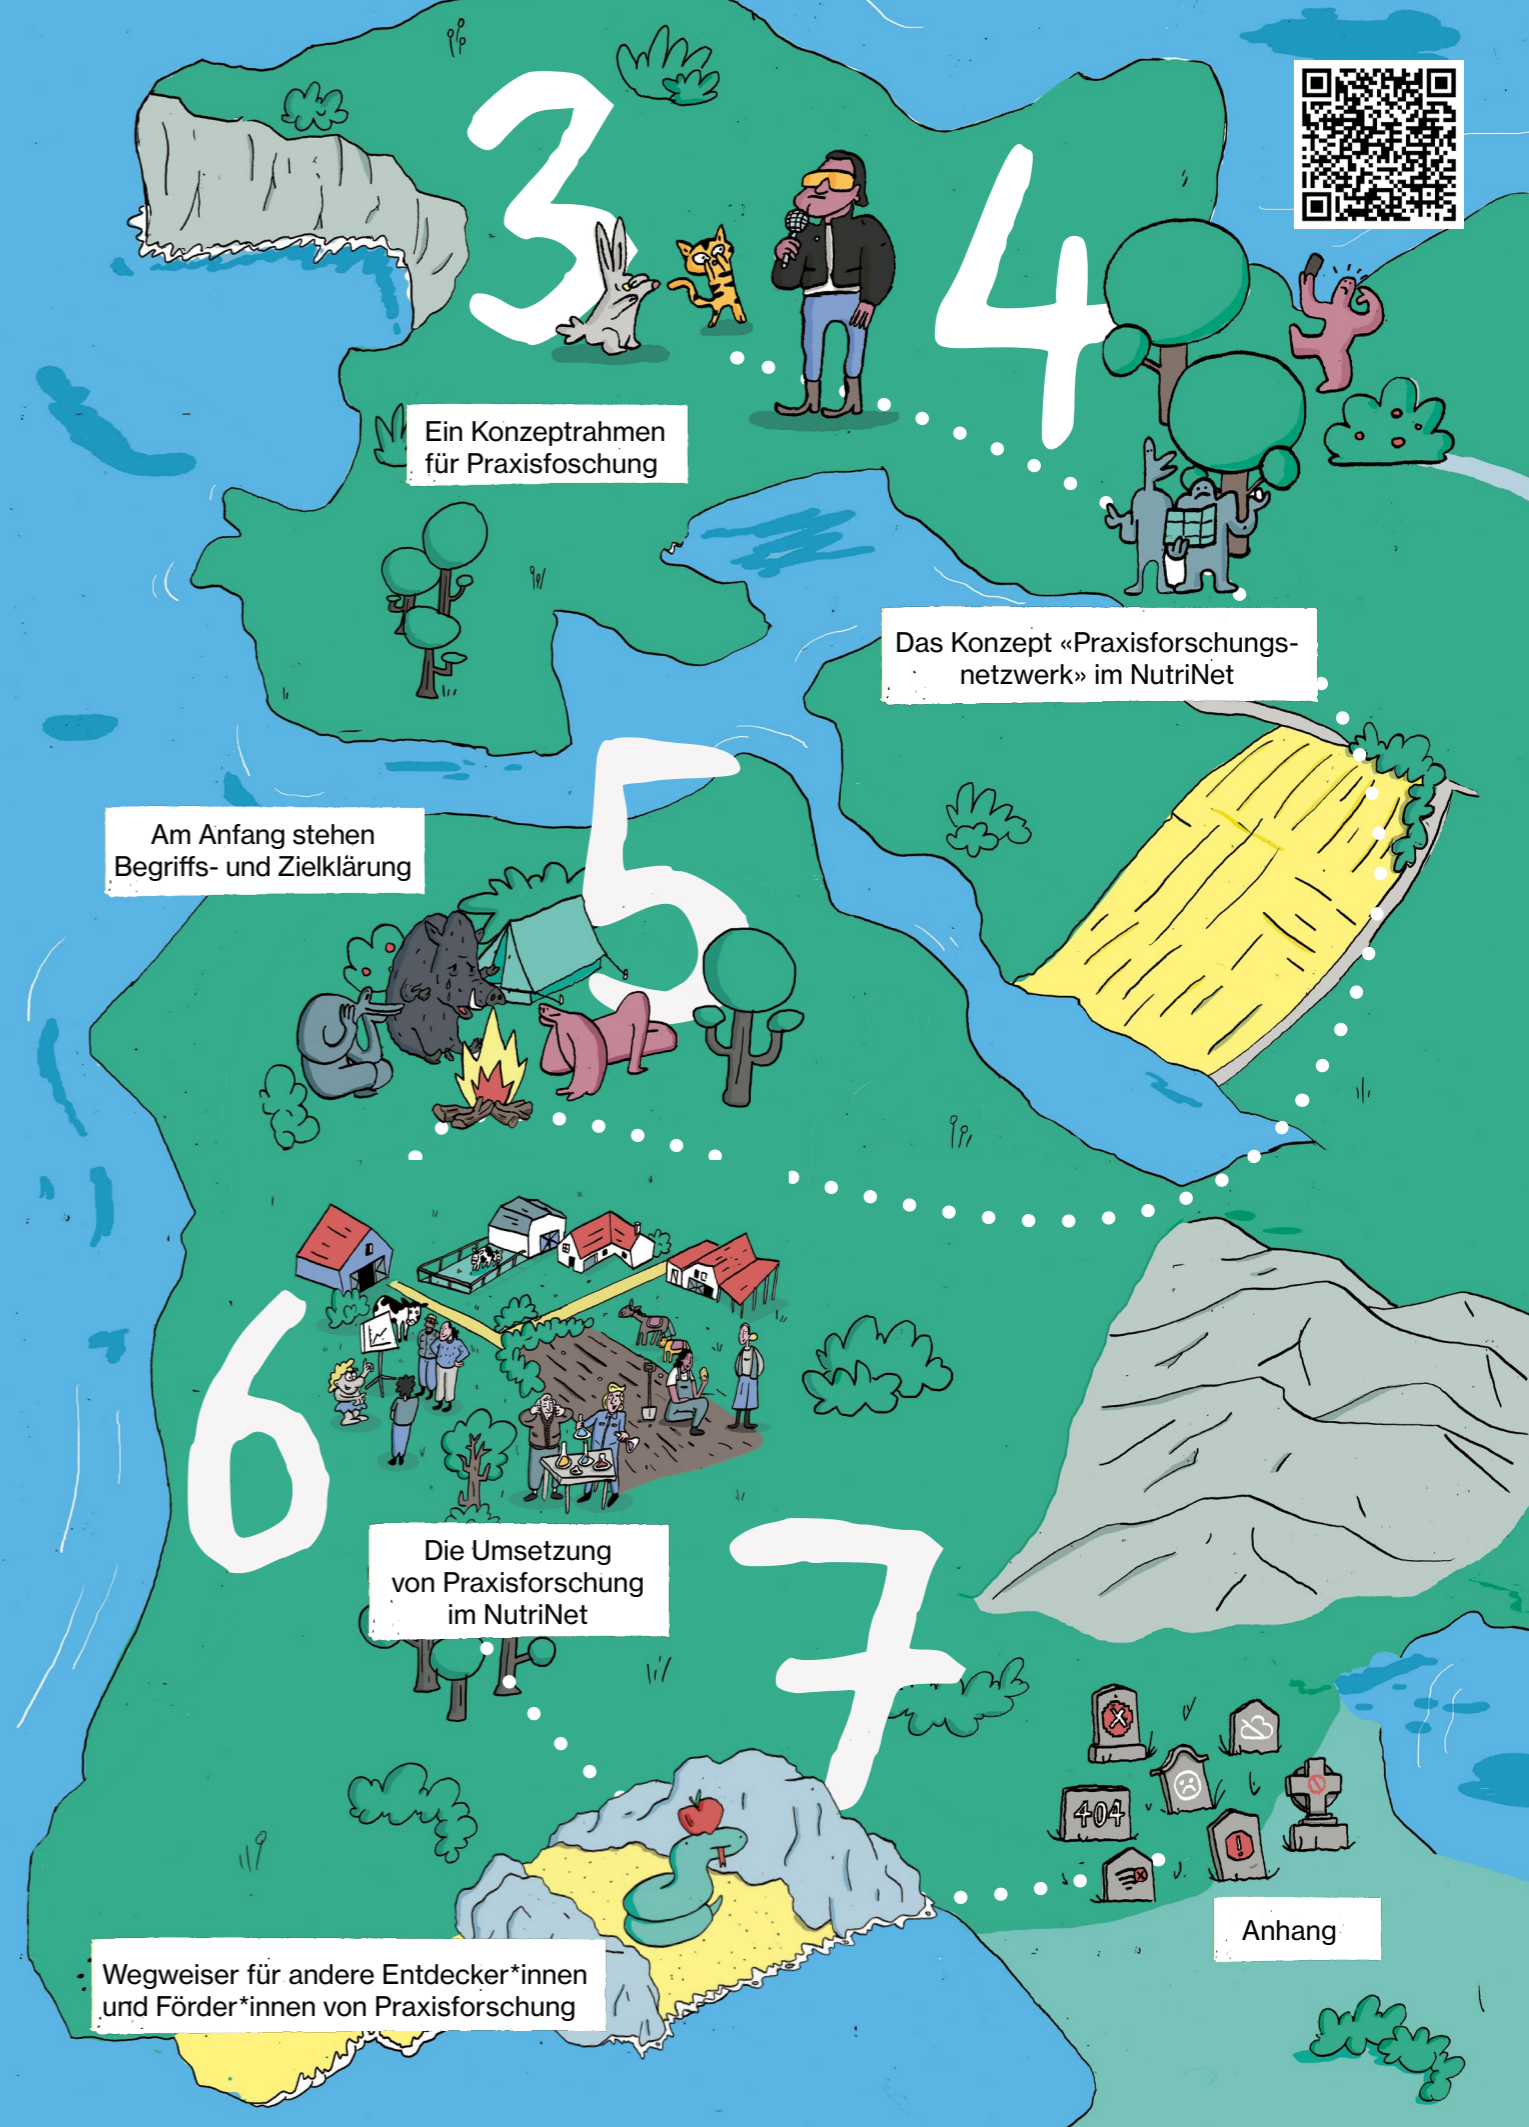 3
4
Ein Konzeptrahmen
für Praxisfoschung
Das Konzept «Praxisforschungs-
netzwerk» im NutriNet
5
Am Anfang stehen
Begriffs- und Zielklärung
6
Die Umsetzung
von Praxisforschung
im NutriNet
7
404
Anhang
Wegweiser für andere Entdecker*innen
und Förder*innen von Praxisforschung